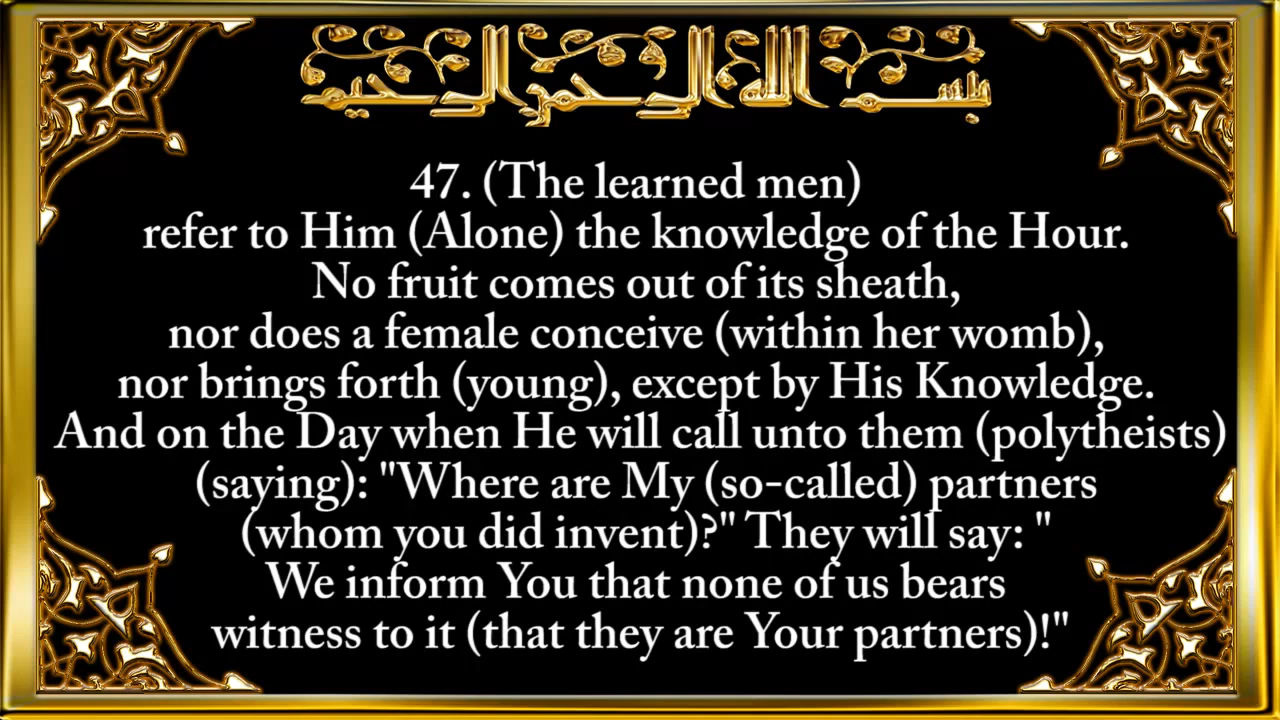 بسم الله الرحمن الرحيم
47. (The learned men)
refer to Him (Alone) the knowledge of the Hour.
No fruit comes out of its sheath,
nor does a female conceive (within her womb),
nor brings forth (young), except by His Knowledge.
And on the Day when He will call unto them (polytheists)
(saying): "Where are My (so-called) partners
(whom you did invent)?" They will say: "
We inform You that none of us bears
witness to it (that they are Your partners)!"